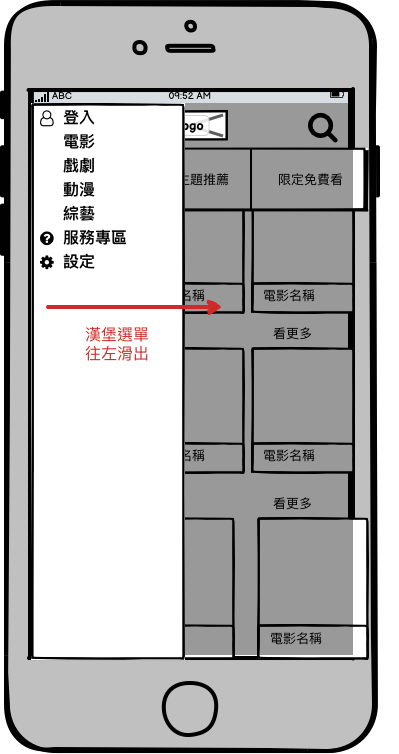 ABC 09:52 AM
登入
電影
戲劇
動漫
綜藝
服務專區
設定
漢堡選單
往左滑出
ogo
主題推薦
限定免費看
名稱
電影名稱
看更多
名稱
電影名稱
看更多
電影名稱